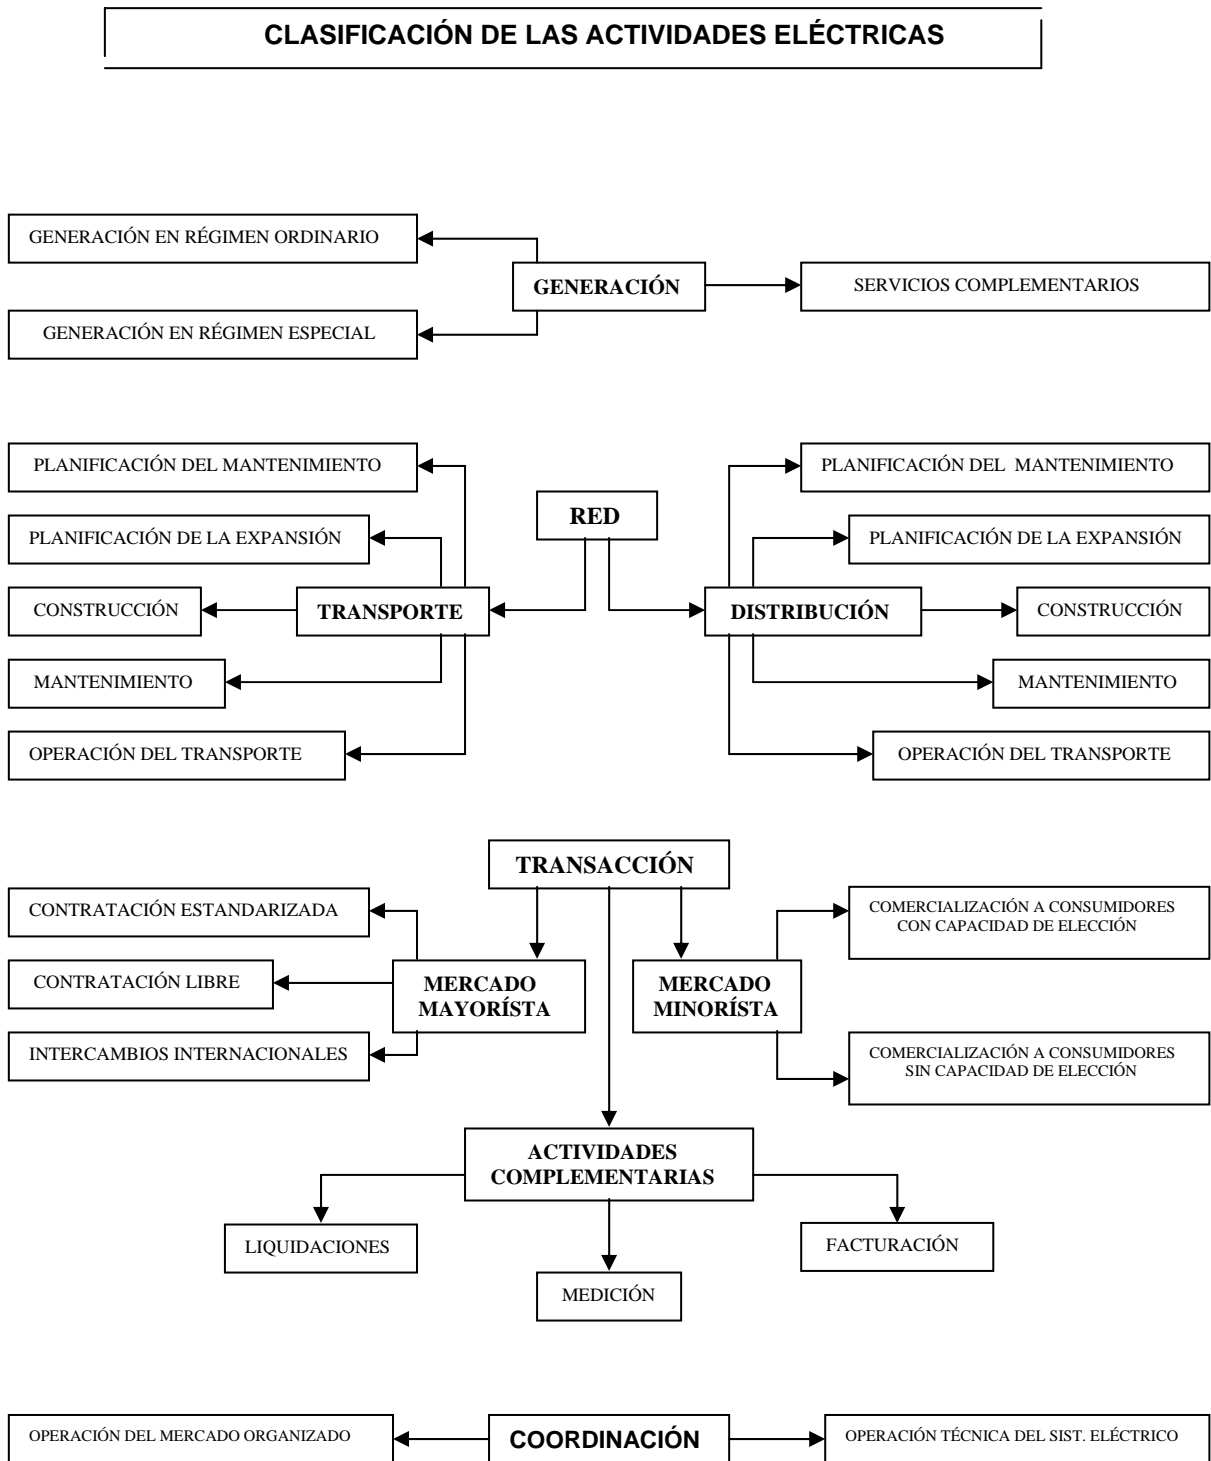 CLASIFICACIÓN DE LAS ACTIVIDADES ELÉCTRICAS
GENERACIÓN EN RÉGIMEN ORDINARIO
GENERACIÓN
SERVICIOS COMPLEMENTARIOS
GENERACIÓN EN RÉGIMEN ESPECIAL
PLANIFICACIÓN DEL MANTENIMIENTO
PLANIFICACIÓN DEL MANTENIMIENTO
RED
PLANIFICACIÓN DE LA EXPANSIÓN
PLANIFICACIÓN DE LA EXPANSIÓN
CONSTRUCCIÓN
TRANSPORTE
DISTRIBUCIÓN
CONSTRUCCIÓN
MANTENIMIENTO
MANTENIMIENTO
OPERACIÓN DEL TRANSPORTE
OPERACIÓN DEL TRANSPORTE
TRANSACCIÓN
CONTRATACIÓN ESTANDARIZADA
COMERCIALIZACIÓN A CONSUMIDORES
CON CAPACIDAD DE ELECCIÓN
CONTRATACIÓN LIBRE
MERCADO
MAYORÍSTA
MERCADO
MINORÍSTA
INTERCAMBIOS INTERNACIONALES
COMERCIALIZACIÓN A CONSUMIDORES
SIN CAPACIDAD DE ELECCIÓN
ACTIVIDADES
COMPLEMENTARIAS
LIQUIDACIONES
FACTURACIÓN
MEDICIÓN
OPERACIÓN DEL MERCADO ORGANIZADO
COORDINACIÓN
OPERACIÓN TÉCNICA DEL SIST. ELÉCTRICO